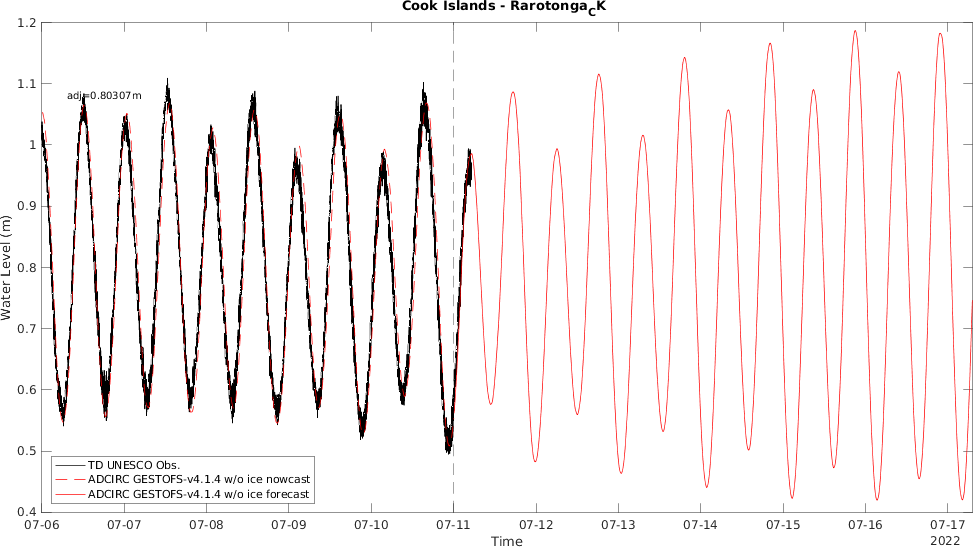 Cook Islands - Rarotonga_CK
1.2
1.1
adj=0.80307m
1
0.9
0.8
Water Level (m)
0.7
0.6
0.5
TD UNESCO Obs.
ADCIRC GESTOFS-v4.1.4 w/o ice nowcast
ADCIRC GESTOFS-v4.1.4 w/o ice forecast
0.4
07-06 07-07 07-08 07-09 07-10 07-11 07-12 07-13 07-14 07-15 07-16 07-17
Time
2022